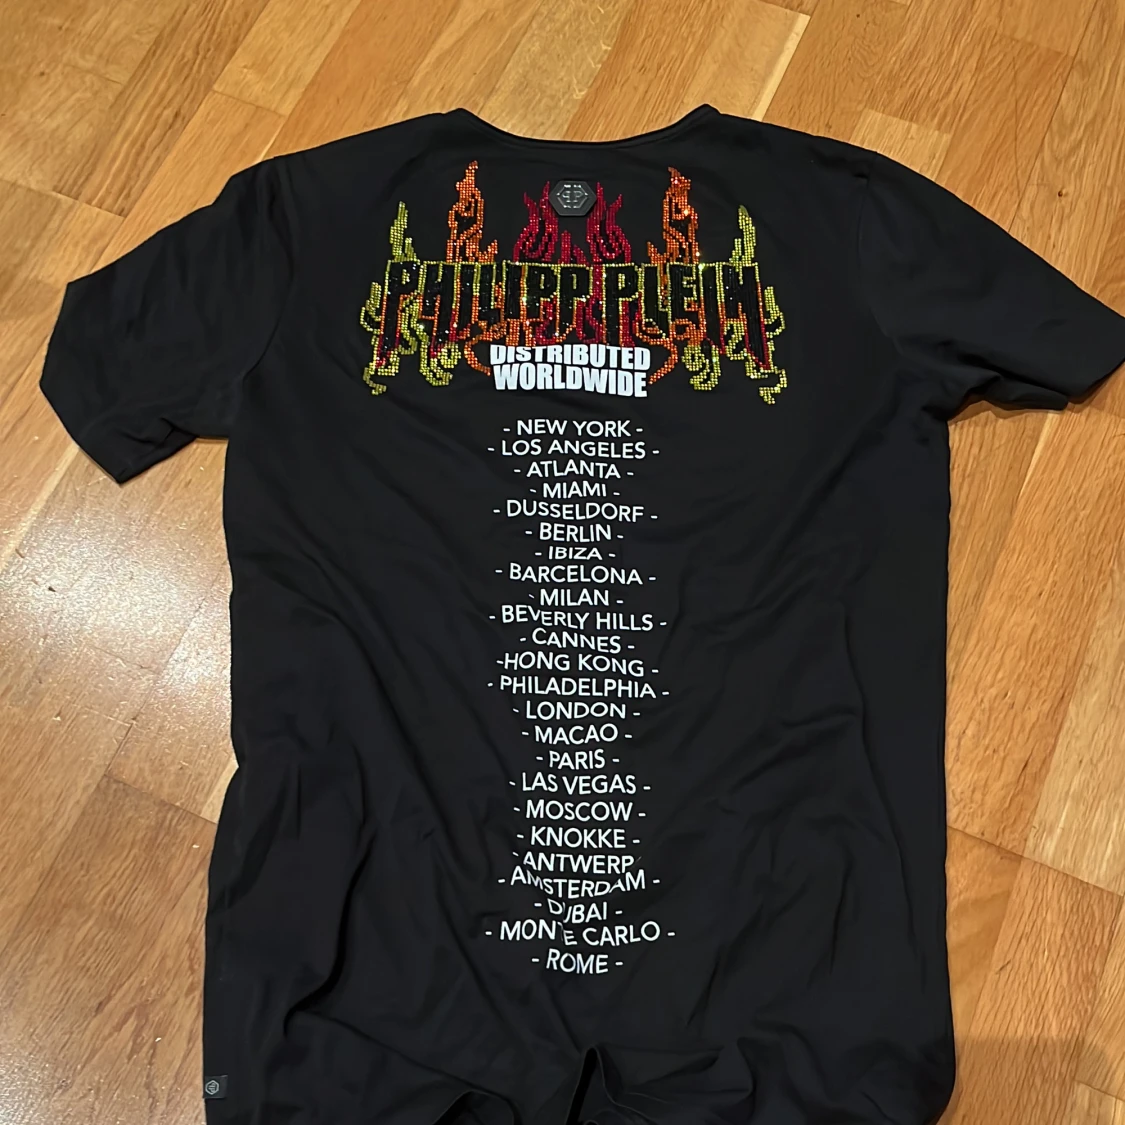 PHILIPP PLEIN
DISTRIBUTED
WORLDWIDE
- NEW YORK -
- LOS ANGELES -
- ATLANTA -
- MIAMI -
- DUSSELDORF -
- BERLIN -
- IBIZA -
- BARCELONA -
- MILAN -
- BEVERLY HILLS -
- CANNES -
- HONG KONG -
- PHILADELPHIA -
- LONDON -
- MACAO -
- PARIS -
- LAS VEGAS -
- MOSCOW -
- KNOKKE -
- ANTWERP -
- AMSTERDAM -
- DUBAI -
- MONTE CARLO -
- ROME -